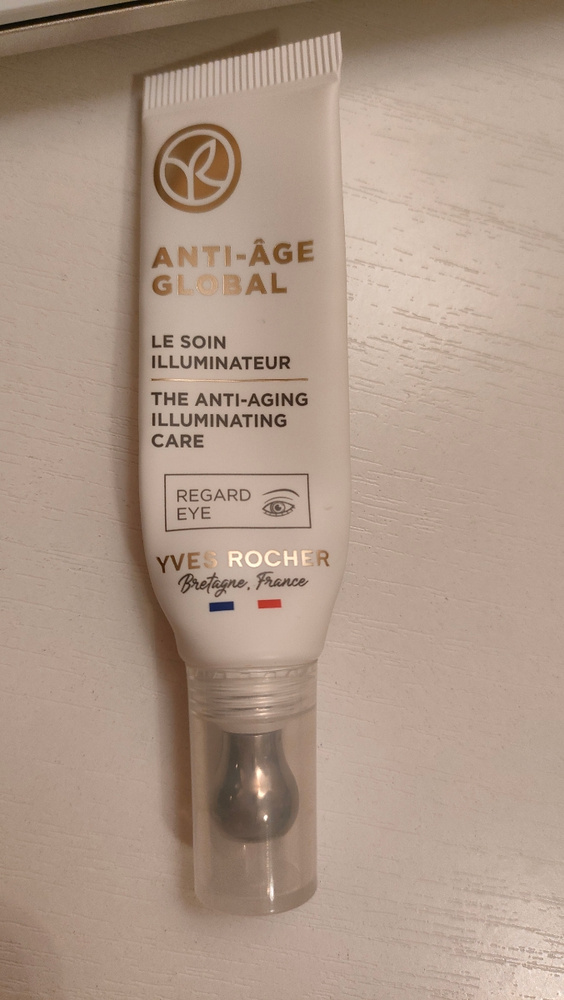 ANTI-ÂGE
GLOBAL
LE SOIN
ILLUMINATEUR
THE ANTI-AGING
ILLUMINATING
CARE
REGARD
EYE
YVES ROCHER
Bretagne, France